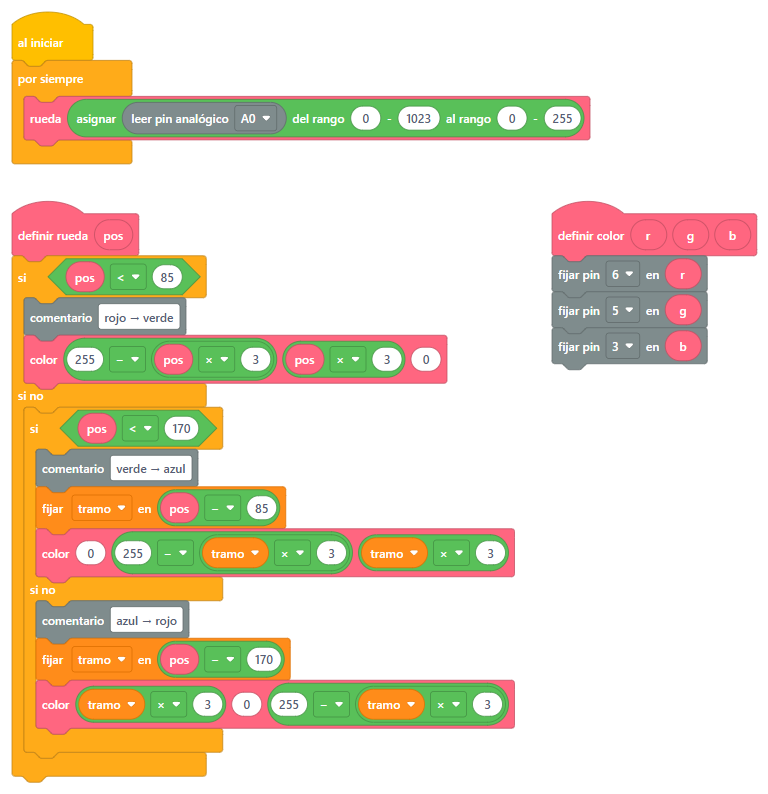 al iniciar
por siempre
rueda asignar leer pin analógico A0 del rango 0 - 1023 al rango 0 - 255
definir rueda pos
si pos < 85
comentario rojo → verde
color 255 - pos × 3 pos × 3 0
si no
si pos < 170
comentario verde → azul
fijar tramo en pos - 85
color 0 255 - tramo × 3 tramo × 3
si no
comentario azul → rojo
fijar tramo en pos - 170
color tramo × 3 0 255 - tramo × 3
definir color r g b
fijar pin 6 en r
fijar pin 5 en g
fijar pin 3 en b